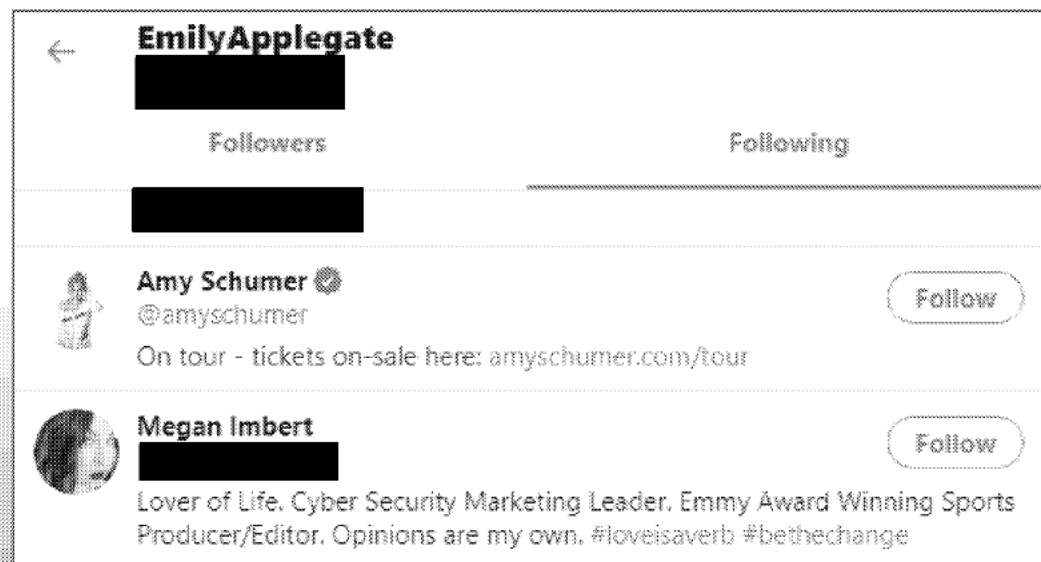 EmilyApplegate
Followers Following
Amy Schumer
Follow
@amyschumer
On tour - tickets on-sale here: amyschumer.com/tour
Megan Imbert
Follow
Lover of Life. Cyber Security Marketing Leader. Emmy Award Winning Sports
Producer/Editor. Opinions are my own. #loveisaverb #bethechange